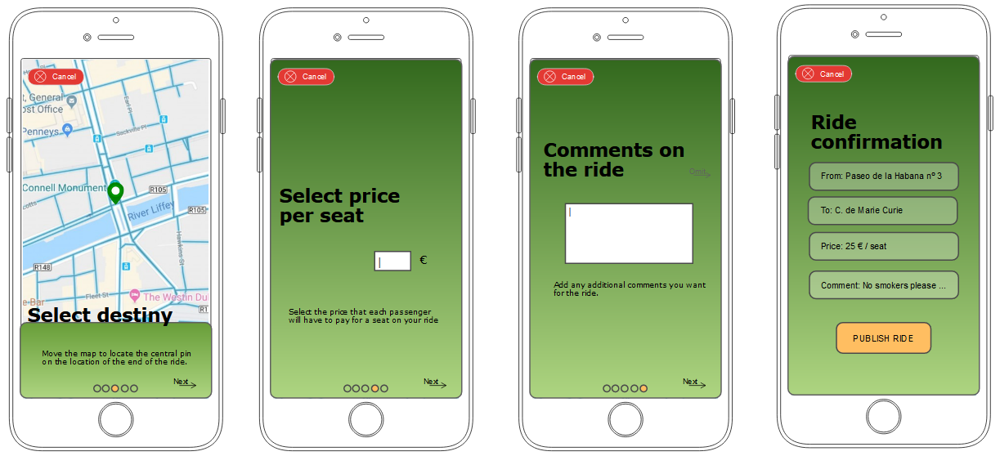 Cancel
t, General
ost Office
Earl Pl
Penneys
Sackville Pl
Connell Monument
R105
River Liffey
R105
Hawkins St
R148
Fleet St
e-Bar
The Westin Dul
R1
Select destiny
Move the map to locate the central pin
on the location of the end of the ride.
Next
Cancel
Select price
per seat
€
Select the price that each passenger
will have to pay for a seat on your ride
Next
Cancel
Comments on
the ride
Add any additional comments you want
for the ride.
Next
Cancel
Ride
confirmation
From: Paseo de la Habana nº 3
To: C. de Marie Curie
Price: 25 € / seat
Comment: No smokers please ...
PUBLISH RIDE